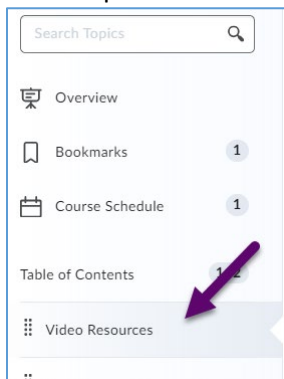 Search Topics
Overview
Bookmarks 1
Course Schedule 1
Table of Contents
Video Resources